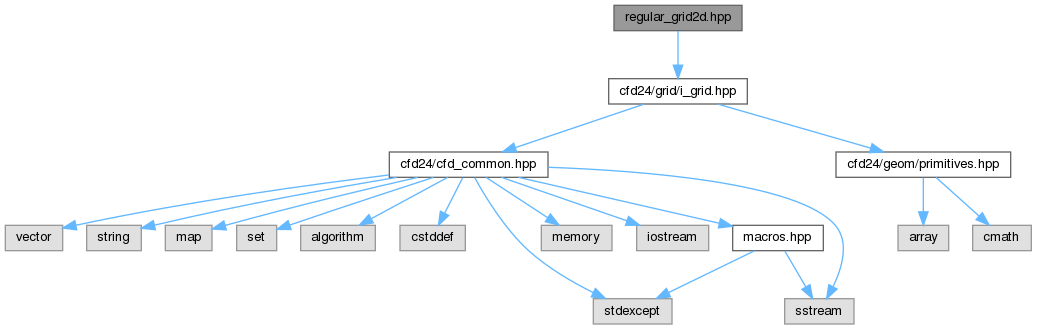 regular_grid2d.hpp
cfd24/grid/i_grid.hpp
cfd24/cfd_common.hpp
cfd24/geom/primitives.hpp
vector
string
map
set
algorithm
cstddef
memory
iostream
macros.hpp
array
cmath
stdexcept
sstream